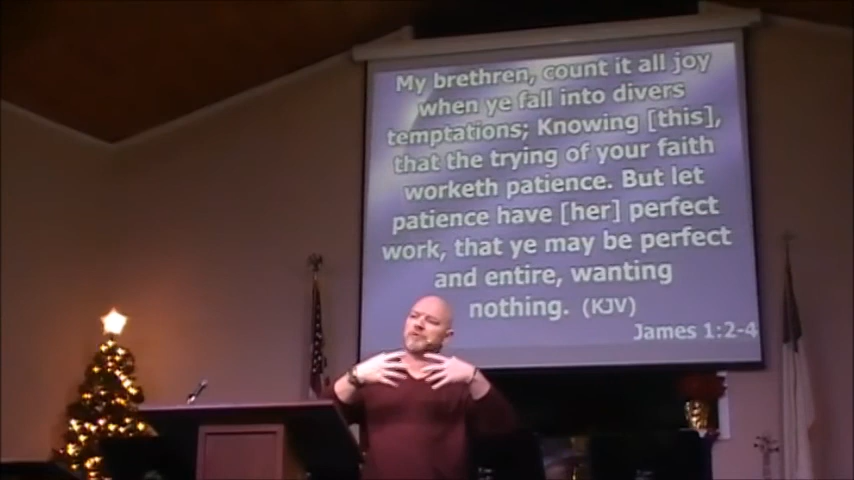 My brethren, count it all joy
when ye fall into divers
temptations; Knowing [this],
that the trying of your faith
worketh patience. But let
patience have [her] perfect
work, that ye may be perfect
and entire, wanting
nothing. (KJV)
James 1:2-4